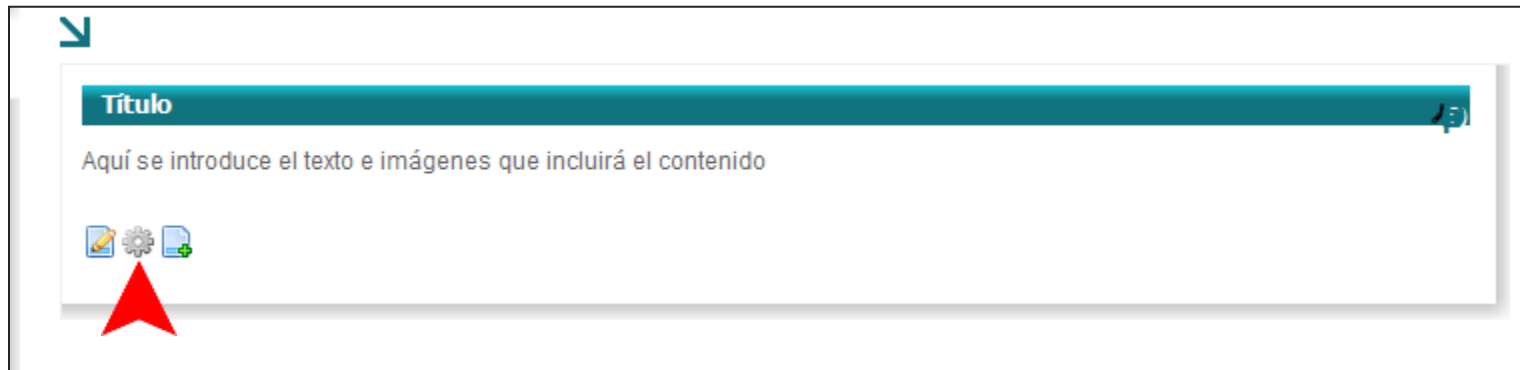 Título
Aquí se introduce el texto e imágenes que incluirá el contenido